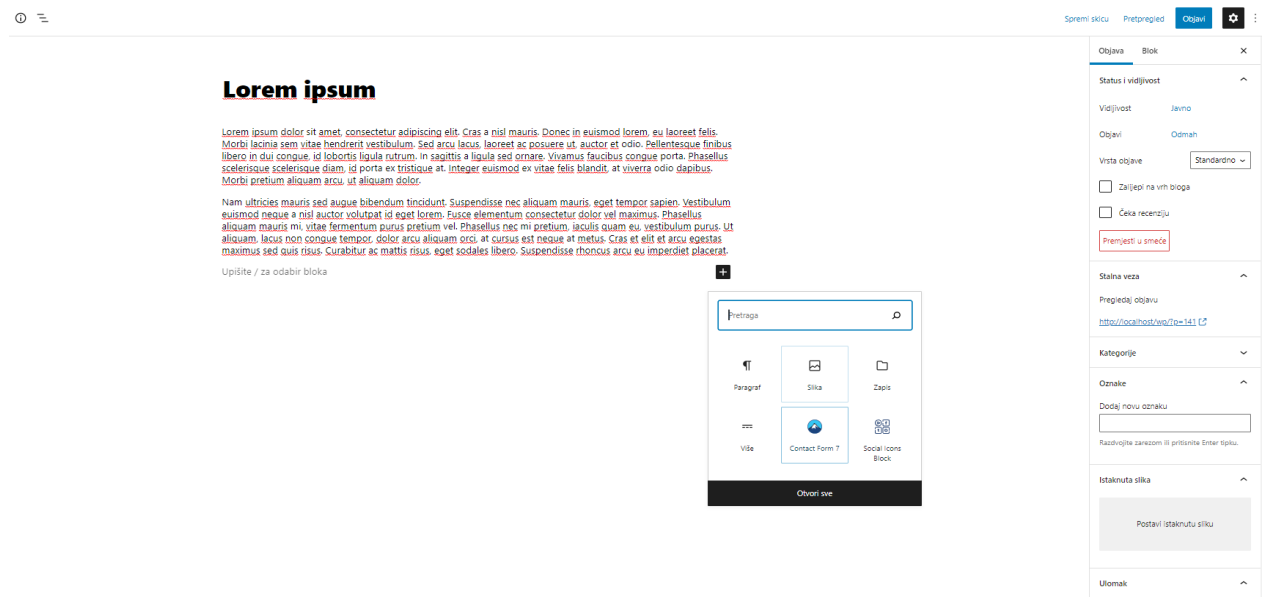 Spremi skicu Pretpregled Objavi
Objava Blok
Lorem ipsum
Lorem ipsum dolor sit amet, consectetur adipiscing elit. Cras a nisl mauris. Donec in euismod lorem, eu laoreet felis.
Morbi lacinia sem vitae hendrerit vestibulum. Sed arcu lacus, laoreet ac posuere ut, auctor et odio. Pellentesque finibus
libero in dui congue, id lobortis ligula rutrum. In sagittis a ligula sed ornare. Vivamus faucibus congue porta. Phasellus
scelerisque scelerisque diam, id porta ex tristique at. Integer euismod ex vitae felis blandit, at viverra odio dapibus.
Morbi pretium aliquam arcu, ut aliquam dolor.
Nam ultricies mauris sed augue bibendum tincidunt. Suspendisse nec aliquam mauris, eget tempor sapien. Vestibulum
euismod neque a nisl auctor volutpat id eget lorem. Fusce elementum consectetur dolor vel maximus. Phasellus
aliquam mauris mi, vitae fermentum purus pretium vel. Phasellus nec mi pretium, iaculis quam eu, vestibulum purus. Ut
aliquam, lacus non congue tempor, dolor arcu aliquam orci, at cursus est neque at metus. Cras et elit et arcu egestas
maximus sed quis risus. Curabitur ac mattis risus, eget sodales libero. Suspendisse rhoncus arcu eu imperdiet placerat.
Upišite / za odabir bloka
Pretraga
Paragraf Slika Zapis
Više Contact Form 7 Social Icons
Block
Otvori sve
Status i vidljivost
Vidljivost Javno
Objavi Odmah
Vrsta objave Standardno
Zalijepi na vrh bloga
Čeka recenziju
Premjesti u smeće
Stalna veza
Pregledaj objavu
http://localhost/wp/?p=141
Kategorije
Oznake
Dodaj novu oznaku
Razdvojite zarezom ili pritisnite Enter tipku.
Istaknuta slika
Postavi istaknutu sliku
Ulomak